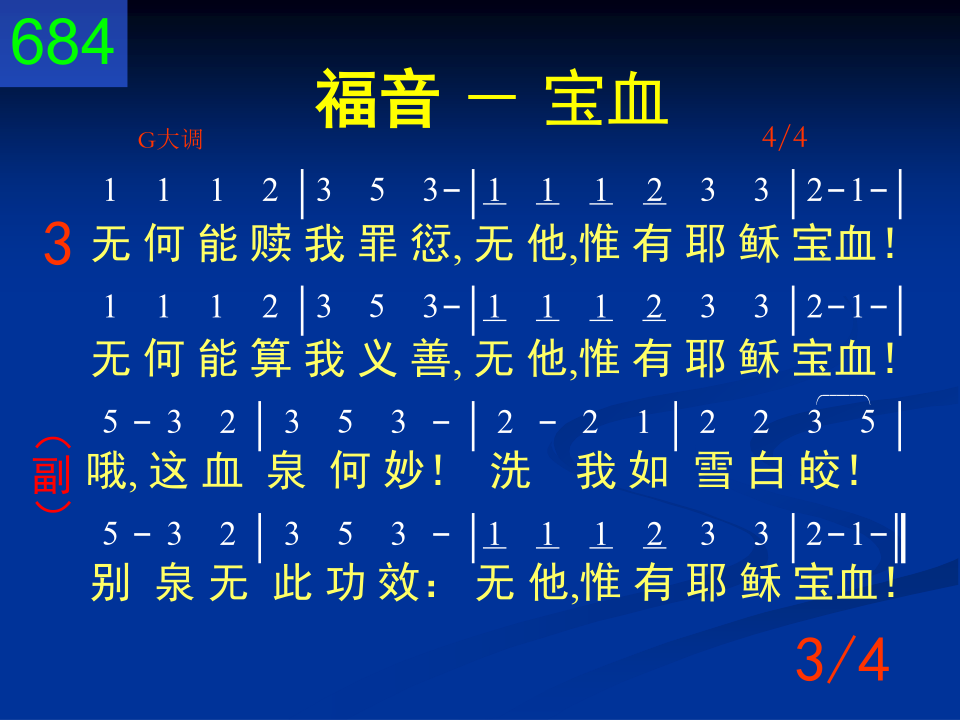 684
福音 － 宝血
G大调 4/4
1 1 1 2 | 3 5 3- | 1 1 1 2 3 3 | 2-1- |
3 无何能赎我罪愆, 无他,惟有耶稣宝血!
1 1 1 2 | 3 5 3- | 1 1 1 2 3 3 | 2-1- |
无何能算我义善, 无他,惟有耶稣宝血!
5 - 3 2 | 3 5 3 - | 2 - 2 1 | 2 2 3 5 |
(副) 哦, 这血泉何妙! 洗我如雪白皎!
5 - 3 2 | 3 5 3 - | 1 1 1 2 3 3 | 2-1- ‖
别泉无此功效: 无他,惟有耶稣宝血!
3/4